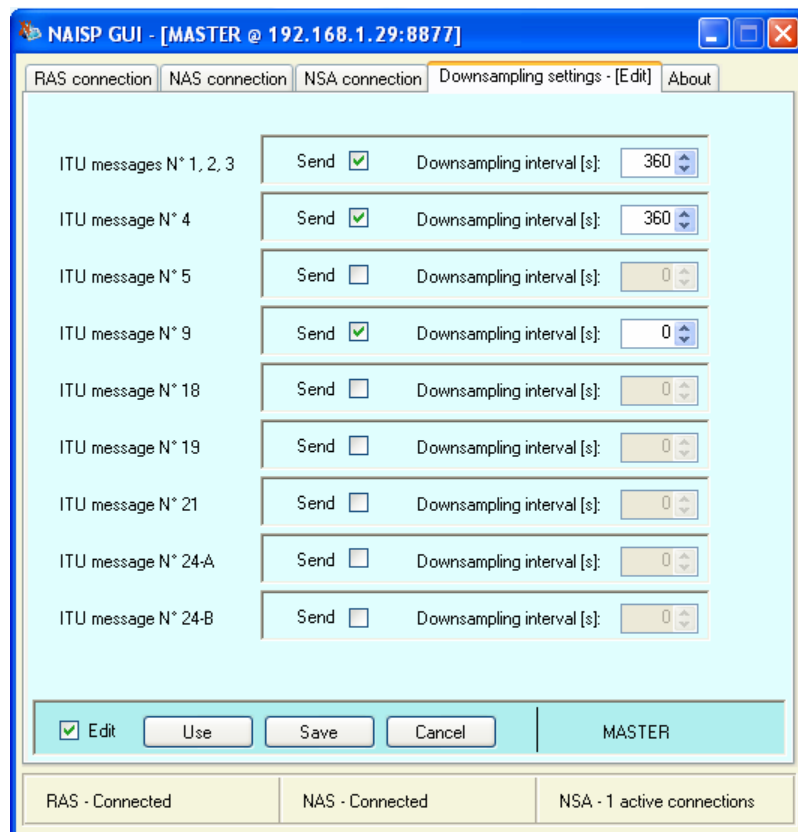 NAISP GUI - [MASTER @ 192.168.1.29:8877]
RAS connection NAS connection NSA connection Downsampling settings - [Edit] About
ITU messages N° 1, 2, 3 Send Downsampling interval [s]: 360
ITU message N° 4 Send Downsampling interval [s]: 360
ITU message N° 5 Send Downsampling interval [s]: 0
ITU message N° 9 Send Downsampling interval [s]: 0
ITU message N° 18 Send Downsampling interval [s]: 0
ITU message N° 19 Send Downsampling interval [s]: 0
ITU message N° 21 Send Downsampling interval [s]: 0
ITU message N° 24-A Send Downsampling interval [s]: 0
ITU message N° 24-B Send Downsampling interval [s]: 0
Edit Use Save Cancel MASTER
RAS - Connected NAS - Connected NSA - 1 active connections